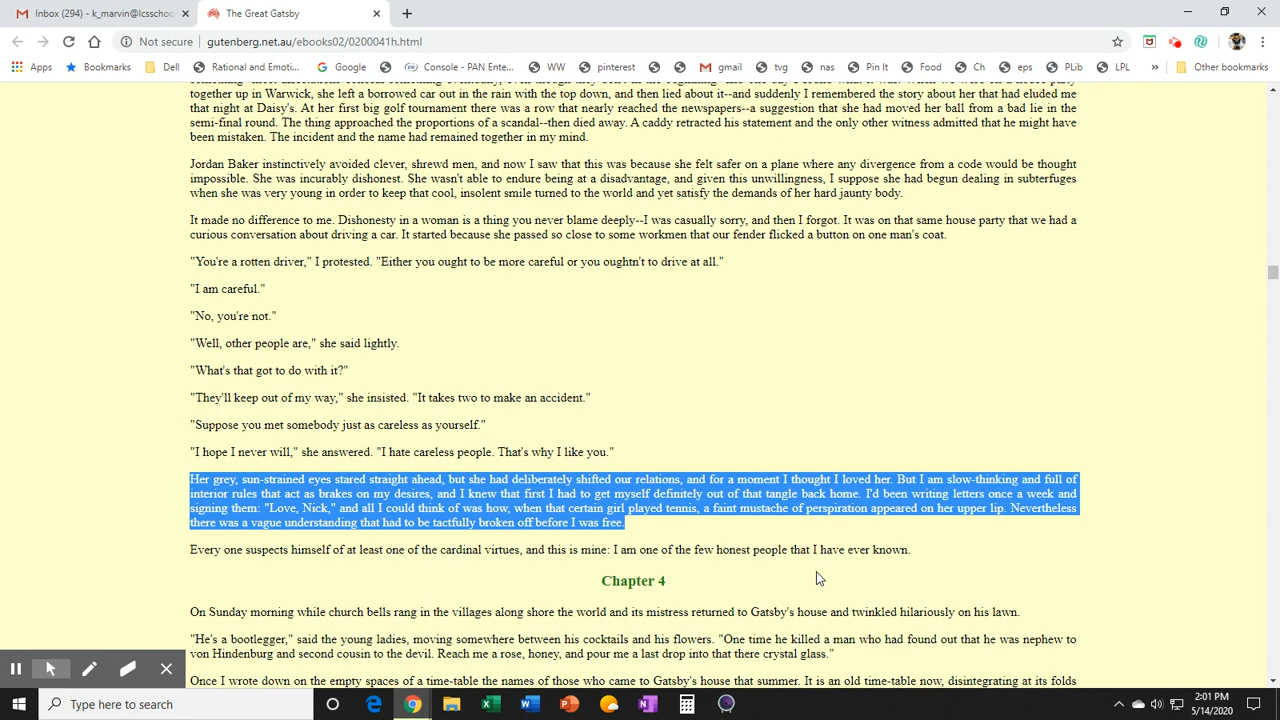 Inbox (294) - k_marvin@lcsschoo
The Great Gatsby
Not secure
gutenberg.net.au/ebooks02/0200041h.html
Apps
Bookmarks
Dell
Rational and Emoti...
Google
Console - PAN Ente...
WW
pinterest
gmail
tvg
nas
Pin It
Food
Ch
eps
PLib
LPL
»
Other bookmarks
together up in Warwick, she left a borrowed car out in the rain with the top down, and then lied about it--and suddenly I remembered the story about her that had eluded me
that night at Daisy's. At her first big golf tournament there was a row that nearly reached the newspapers--a suggestion that she had moved her ball from a bad lie in the
semi-final round. The thing approached the proportions of a scandal--then died away. A caddy retracted his statement and the only other witness admitted that he might have
been mistaken. The incident and the name had remained together in my mind.
Jordan Baker instinctively avoided clever, shrewd men, and now I saw that this was because she felt safer on a plane where any divergence from a code would be thought
impossible. She was incurably dishonest. She wasn't able to endure being at a disadvantage, and given this unwillingness, I suppose she had begun dealing in subterfuges
when she was very young in order to keep that cool, insolent smile turned to the world and yet satisfy the demands of her hard jaunty body.
It made no difference to me. Dishonesty in a woman is a thing you never blame deeply--I was casually sorry, and then I forgot. It was on that same house party that we had a
curious conversation about driving a car. It started because she passed so close to some workmen that our fender flicked a button on one man's coat.
"You're a rotten driver," I protested. "Either you ought to be more careful or you oughtn't to drive at all."
"I am careful."
"No, you're not."
"Well, other people are," she said lightly.
"What's that got to do with it?"
"They'll keep out of my way," she insisted. "It takes two to make an accident."
"Suppose you met somebody just as careless as yourself."
"I hope I never will," she answered. "I hate careless people. That's why I like you."
Her grey, sun-strained eyes stared straight ahead, but she had deliberately shifted our relations, and for a moment I thought I loved her. But I am slow-thinking and full of
interior rules that act as brakes on my desires, and I knew that first I had to get myself definitely out of that tangle back home. I'd been writing letters once a week and
signing them: "Love, Nick," and all I could think of was how, when that certain girl played tennis, a faint mustache of perspiration appeared on her upper lip. Nevertheless
there was a vague understanding that had to be tactfully broken off before I was free.
Every one suspects himself of at least one of the cardinal virtues, and this is mine: I am one of the few honest people that I have ever known.
Chapter 4
On Sunday morning while church bells rang in the villages along shore the world and its mistress returned to Gatsby's house and twinkled hilariously on his lawn.
"He's a bootlegger," said the young ladies, moving somewhere between his cocktails and his flowers. "One time he killed a man who had found out that he was nephew to
von Hindenburg and second cousin to the devil. Reach me a rose, honey, and pour me a last drop into that there crystal glass."
Once I wrote down on the empty spaces of a time-table the names of those who came to Gatsby's house that summer. It is an old time-table now, disintegrating at its folds
Type here to search
2:01 PM
5/14/2020